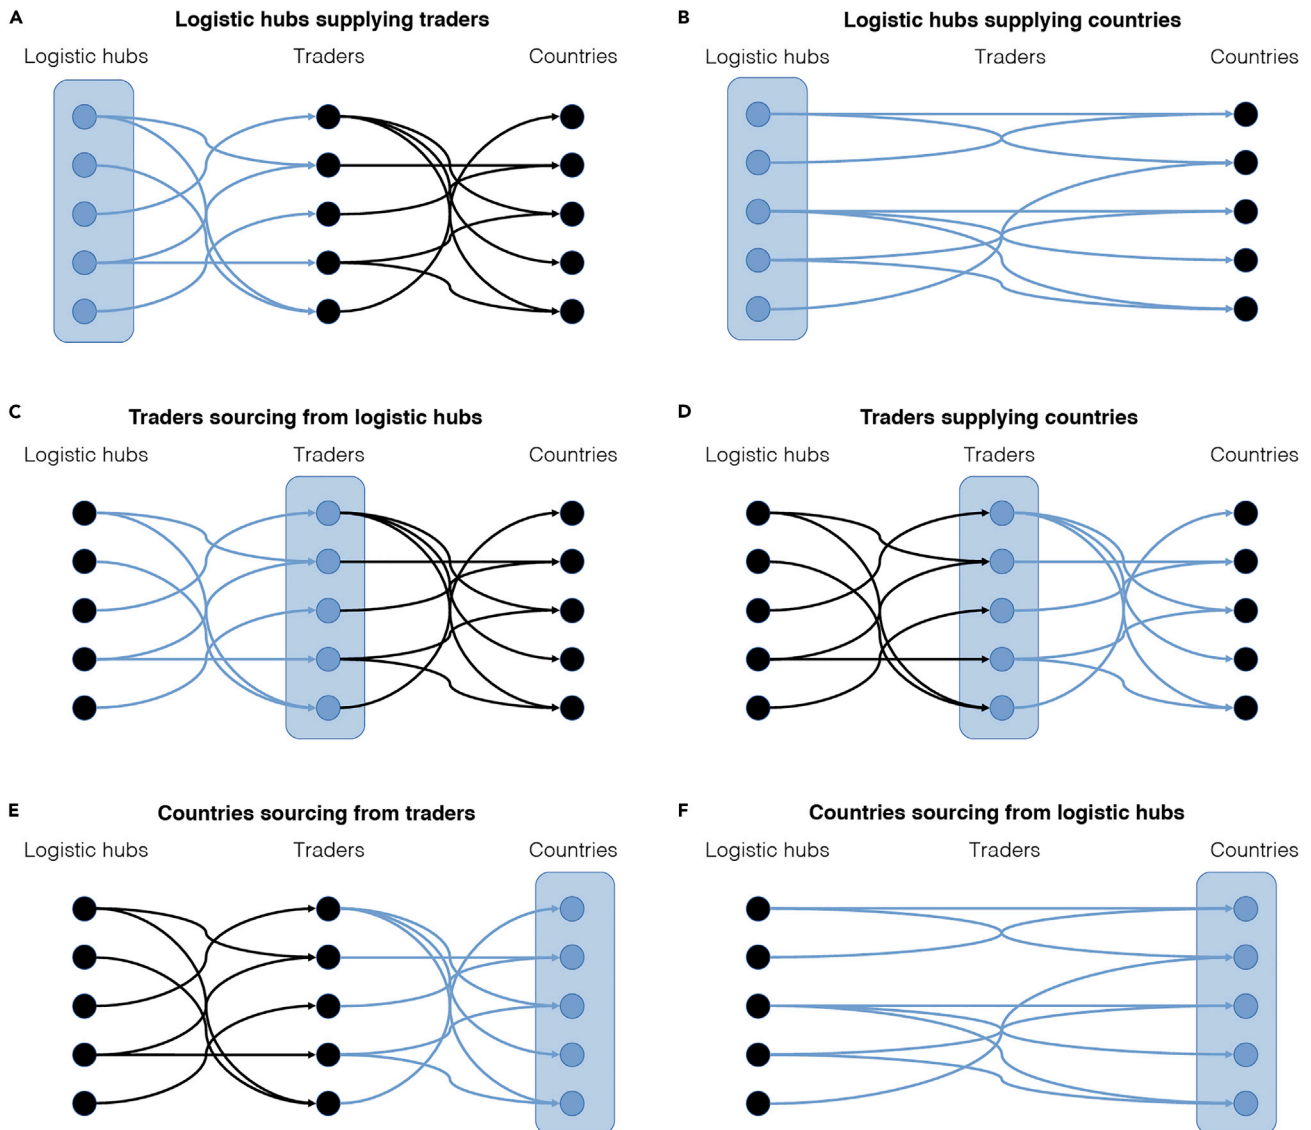 A
Logistic hubs supplying traders
Logistic hubs
Traders
Countries
B
Logistic hubs supplying countries
Logistic hubs
Traders
Countries
C
Traders sourcing from logistic hubs
Logistic hubs
Traders
Countries
D
Traders supplying countries
Logistic hubs
Traders
Countries
E
Countries sourcing from traders
Logistic hubs
Traders
Countries
F
Countries sourcing from logistic hubs
Logistic hubs
Traders
Countries